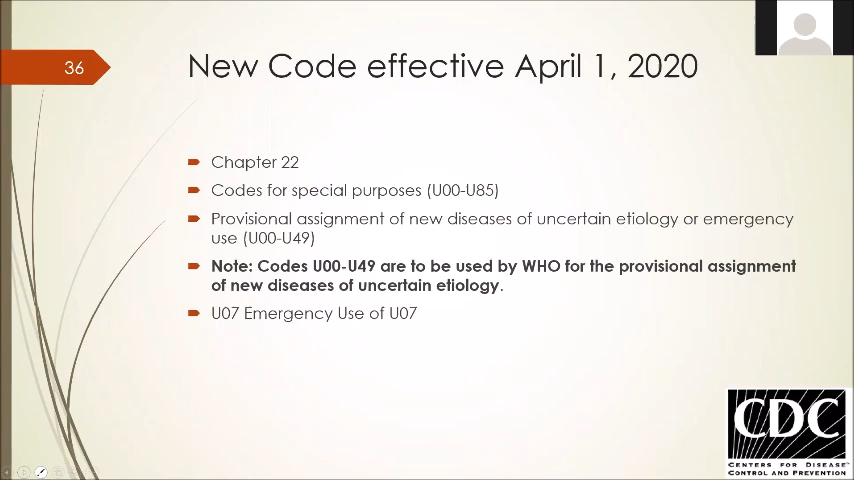 36
New Code effective April 1, 2020
Chapter 22
Codes for special purposes (U00-U85)
Provisional assignment of new diseases of uncertain etiology or emergency
use (U00-U49)
Note: Codes U00-U49 are to be used by WHO for the provisional assignment
of new diseases of uncertain etiology.
U07 Emergency Use of U07
CDC
CENTERS FOR DISEASE
CONTROL AND PREVENTION